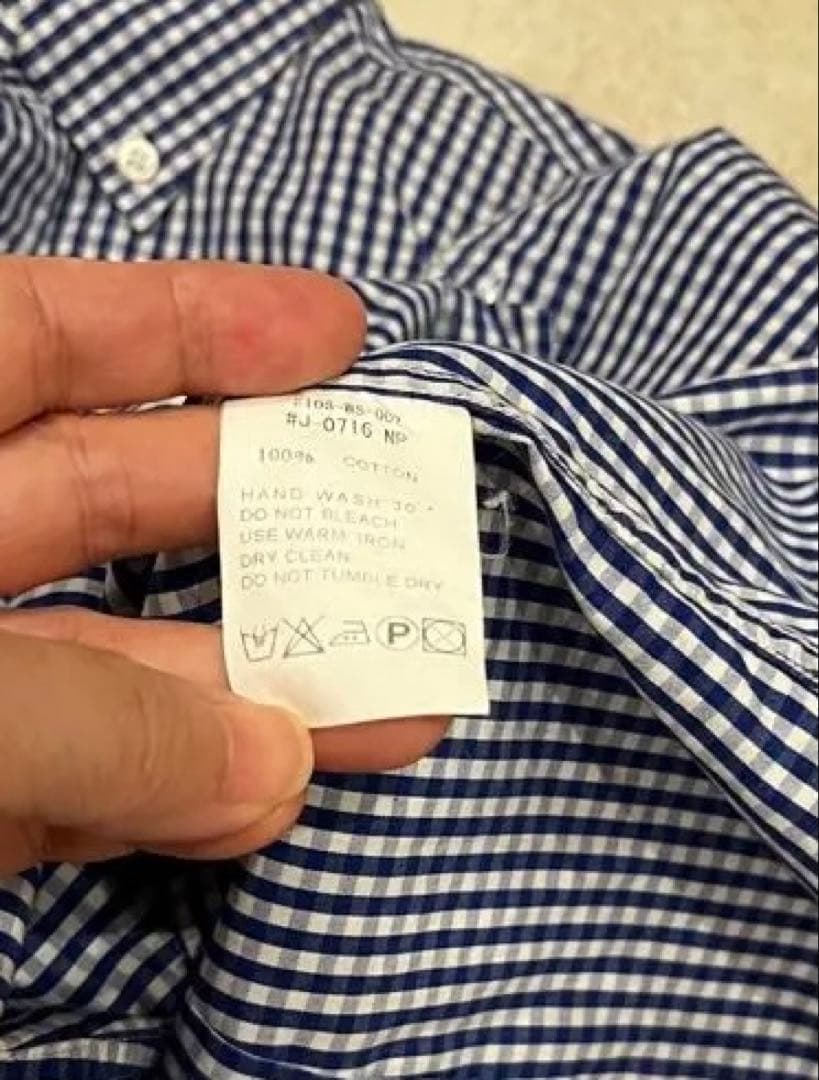 #J-0716 NP
100% COTTON
HAND WASH 30°
DO NOT BLEACH
USE WARM IRON
DRY CLEAN
DO NOT TUMBLE DRY
P